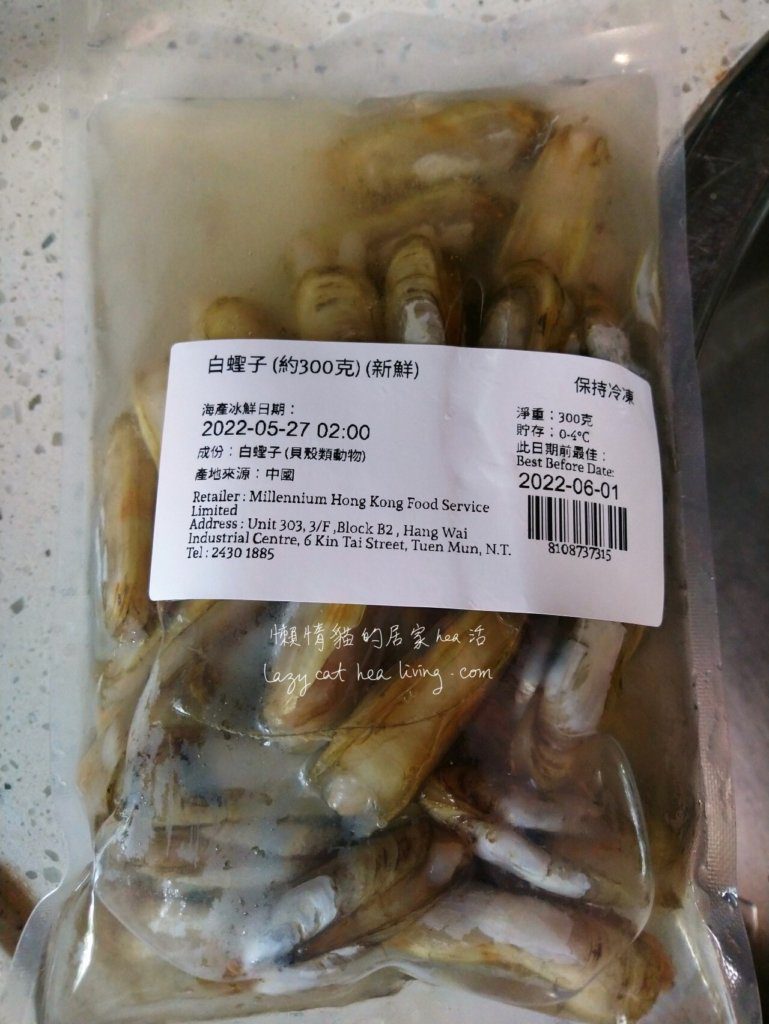 白蟶子 (約300克) (新鮮)
保持冷凍
海產冰鮮日期：
2022-05-27 02:00
成份：白蟶子 (貝殼類動物)
產地來源：中國
Retailer : Millennium Hong Kong Food Service
Limited
Address : Unit 303, 3/F ,Block B2 , Hang Wai
Industrial Centre, 6 Kin Tai Street, Tuen Mun, N.T.
Tel : 2430 1885
淨重：300克
貯存：0-4°C
此日期前最佳：
Best Before Date:
2022-06-01
8108737315
懶惰貓的居家hea活
lazy cat hea living.com